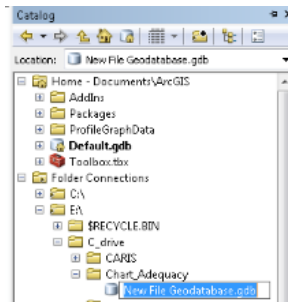 Catalog
Location: New File Geodatabase.gdb
Home - Documents\ArcGIS
AddIns
Packages
ProfileGraphData
Default.gdb
Toolbox.tbx
Folder Connections
C:\
E:\
$RECYCLE.BIN
C_drive
CARIS
Chart_Adequacy
New File Geodatabase.gdb